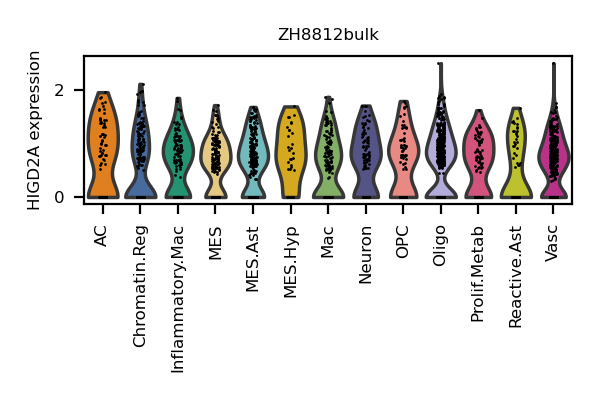 ZH8812bulk
HIGD2A expression
2
0
AC
Chromatin.Reg
Inflammatory.Mac
MES
MES.Ast
MES.Hyp
Mac
Neuron
OPC
Oligo
Prolif.Metab
Reactive.Ast
Vasc